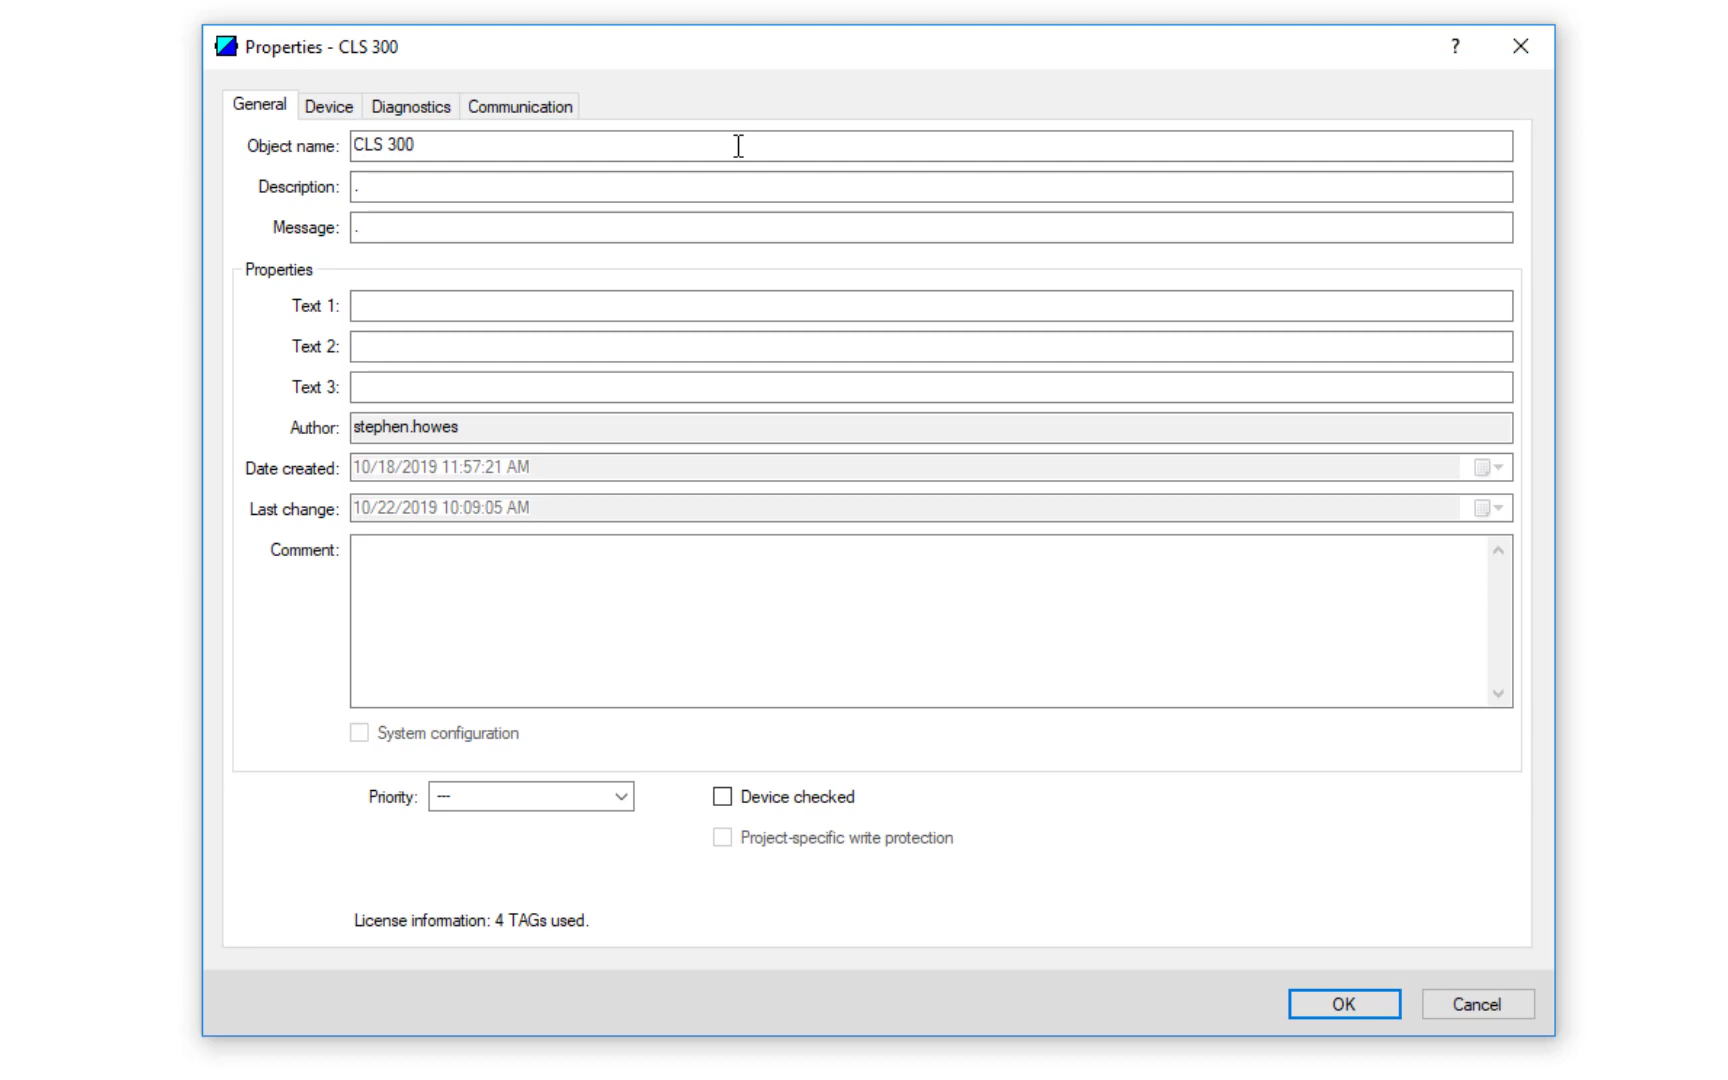 Properties - CLS 300
?
General Device Diagnostics Communication
Object name: CLS 300
Description: .
Message: .
Properties
Text 1:
Text 2:
Text 3:
Author: stephen.howes
Date created: 10/18/2019 11:57:21 AM
Last change: 10/22/2019 10:09:05 AM
Comment:
System configuration
Priority: --- Device checked
Project-specific write protection
License information: 4 TAGs used.
OK Cancel